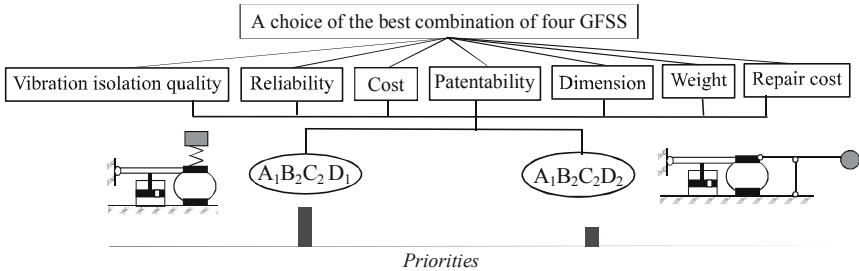 A choice of the best combination of four GFSS
Vibration isolation quality
Reliability
Cost
Patentability
Dimension
Weight
Repair cost
A₁B₂C₂ D₁
A₁B₂C₂D₂
Priorities